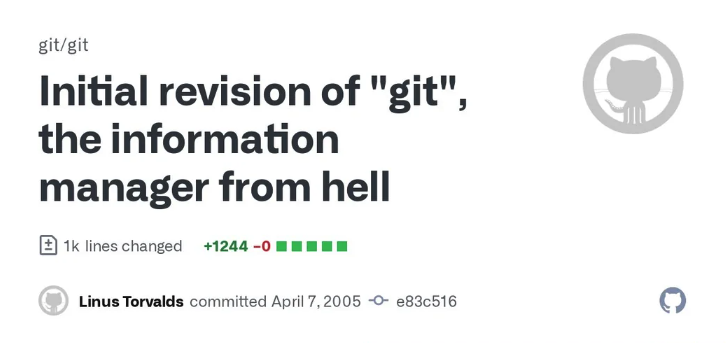 git/git
Initial revision of "git",
the information
manager from hell
1k lines changed +1244 −0
Linus Torvalds committed April 7, 2005 e83c516